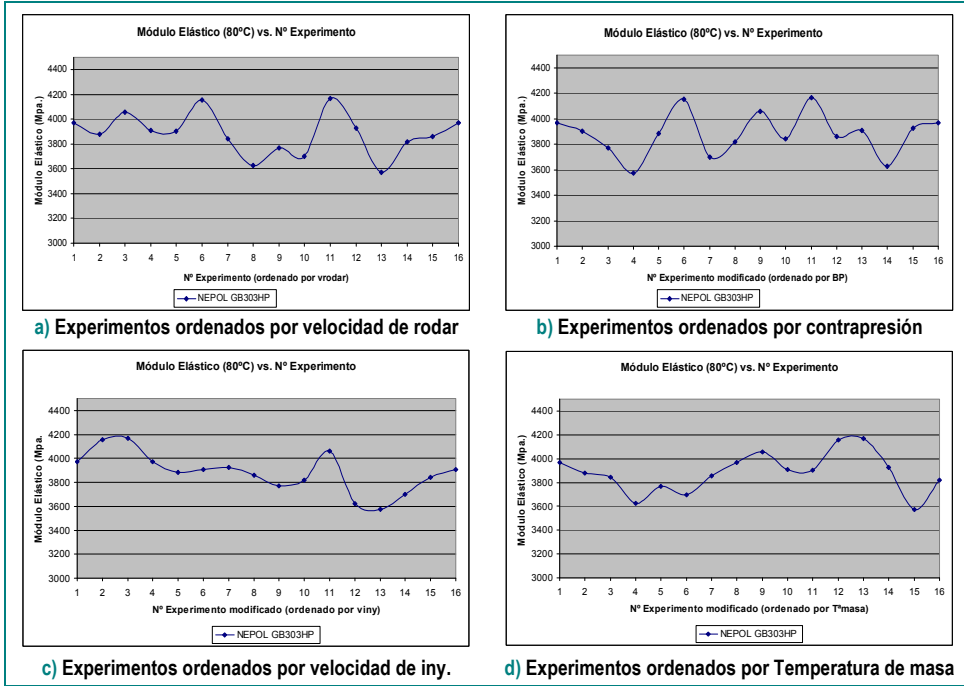 Módulo Elástico (80ºC) vs. Nº Experimento
Módulo Elástico (Mpa.)
4400
4200
4000
3800
3600
3400
3200
3000
1 2 3 4 5 6 7 8 9 10 11 12 13 14 15 16
Nº Experimento (ordenado por vrodar)
NEPOL GB303HP
a) Experimentos ordenados por velocidad de rodar
Módulo Elástico (80ºC) vs. Nº Experimento
Módulo Elástico (Mpa.)
4400
4200
4000
3800
3600
3400
3200
3000
1 2 3 4 5 6 7 8 9 10 11 12 13 14 15 16
Nº Experimento modificado (ordenado por BP)
NEPOL GB303HP
b) Experimentos ordenados por contrapresión
Módulo Elástico (80ºC) vs. Nº Experimento
Módulo Elástico (Mpa.
4400
4200
4000
3800
3600
3400
3200
3000
1 2 3 4 5 6 7 8 9 10 11 12 13 14 15 16
Nº Experimento modificado (ordenado por viny)
NEPOL GB303HP
c) Experimentos ordenados por velocidad de iny.
Módulo Elástico (80ºC) vs. Nº Experimento
Módulo Elástico (Mpa.)
4400
4200
4000
3800
3600
3400
3200
3000
1 2 3 4 5 6 7 8 9 10 11 12 13 14 15 16
Nº Experimento modificado (ordenado por Tªmasa)
NEPOL GB303HP
d) Experimentos ordenados por Temperatura de masa